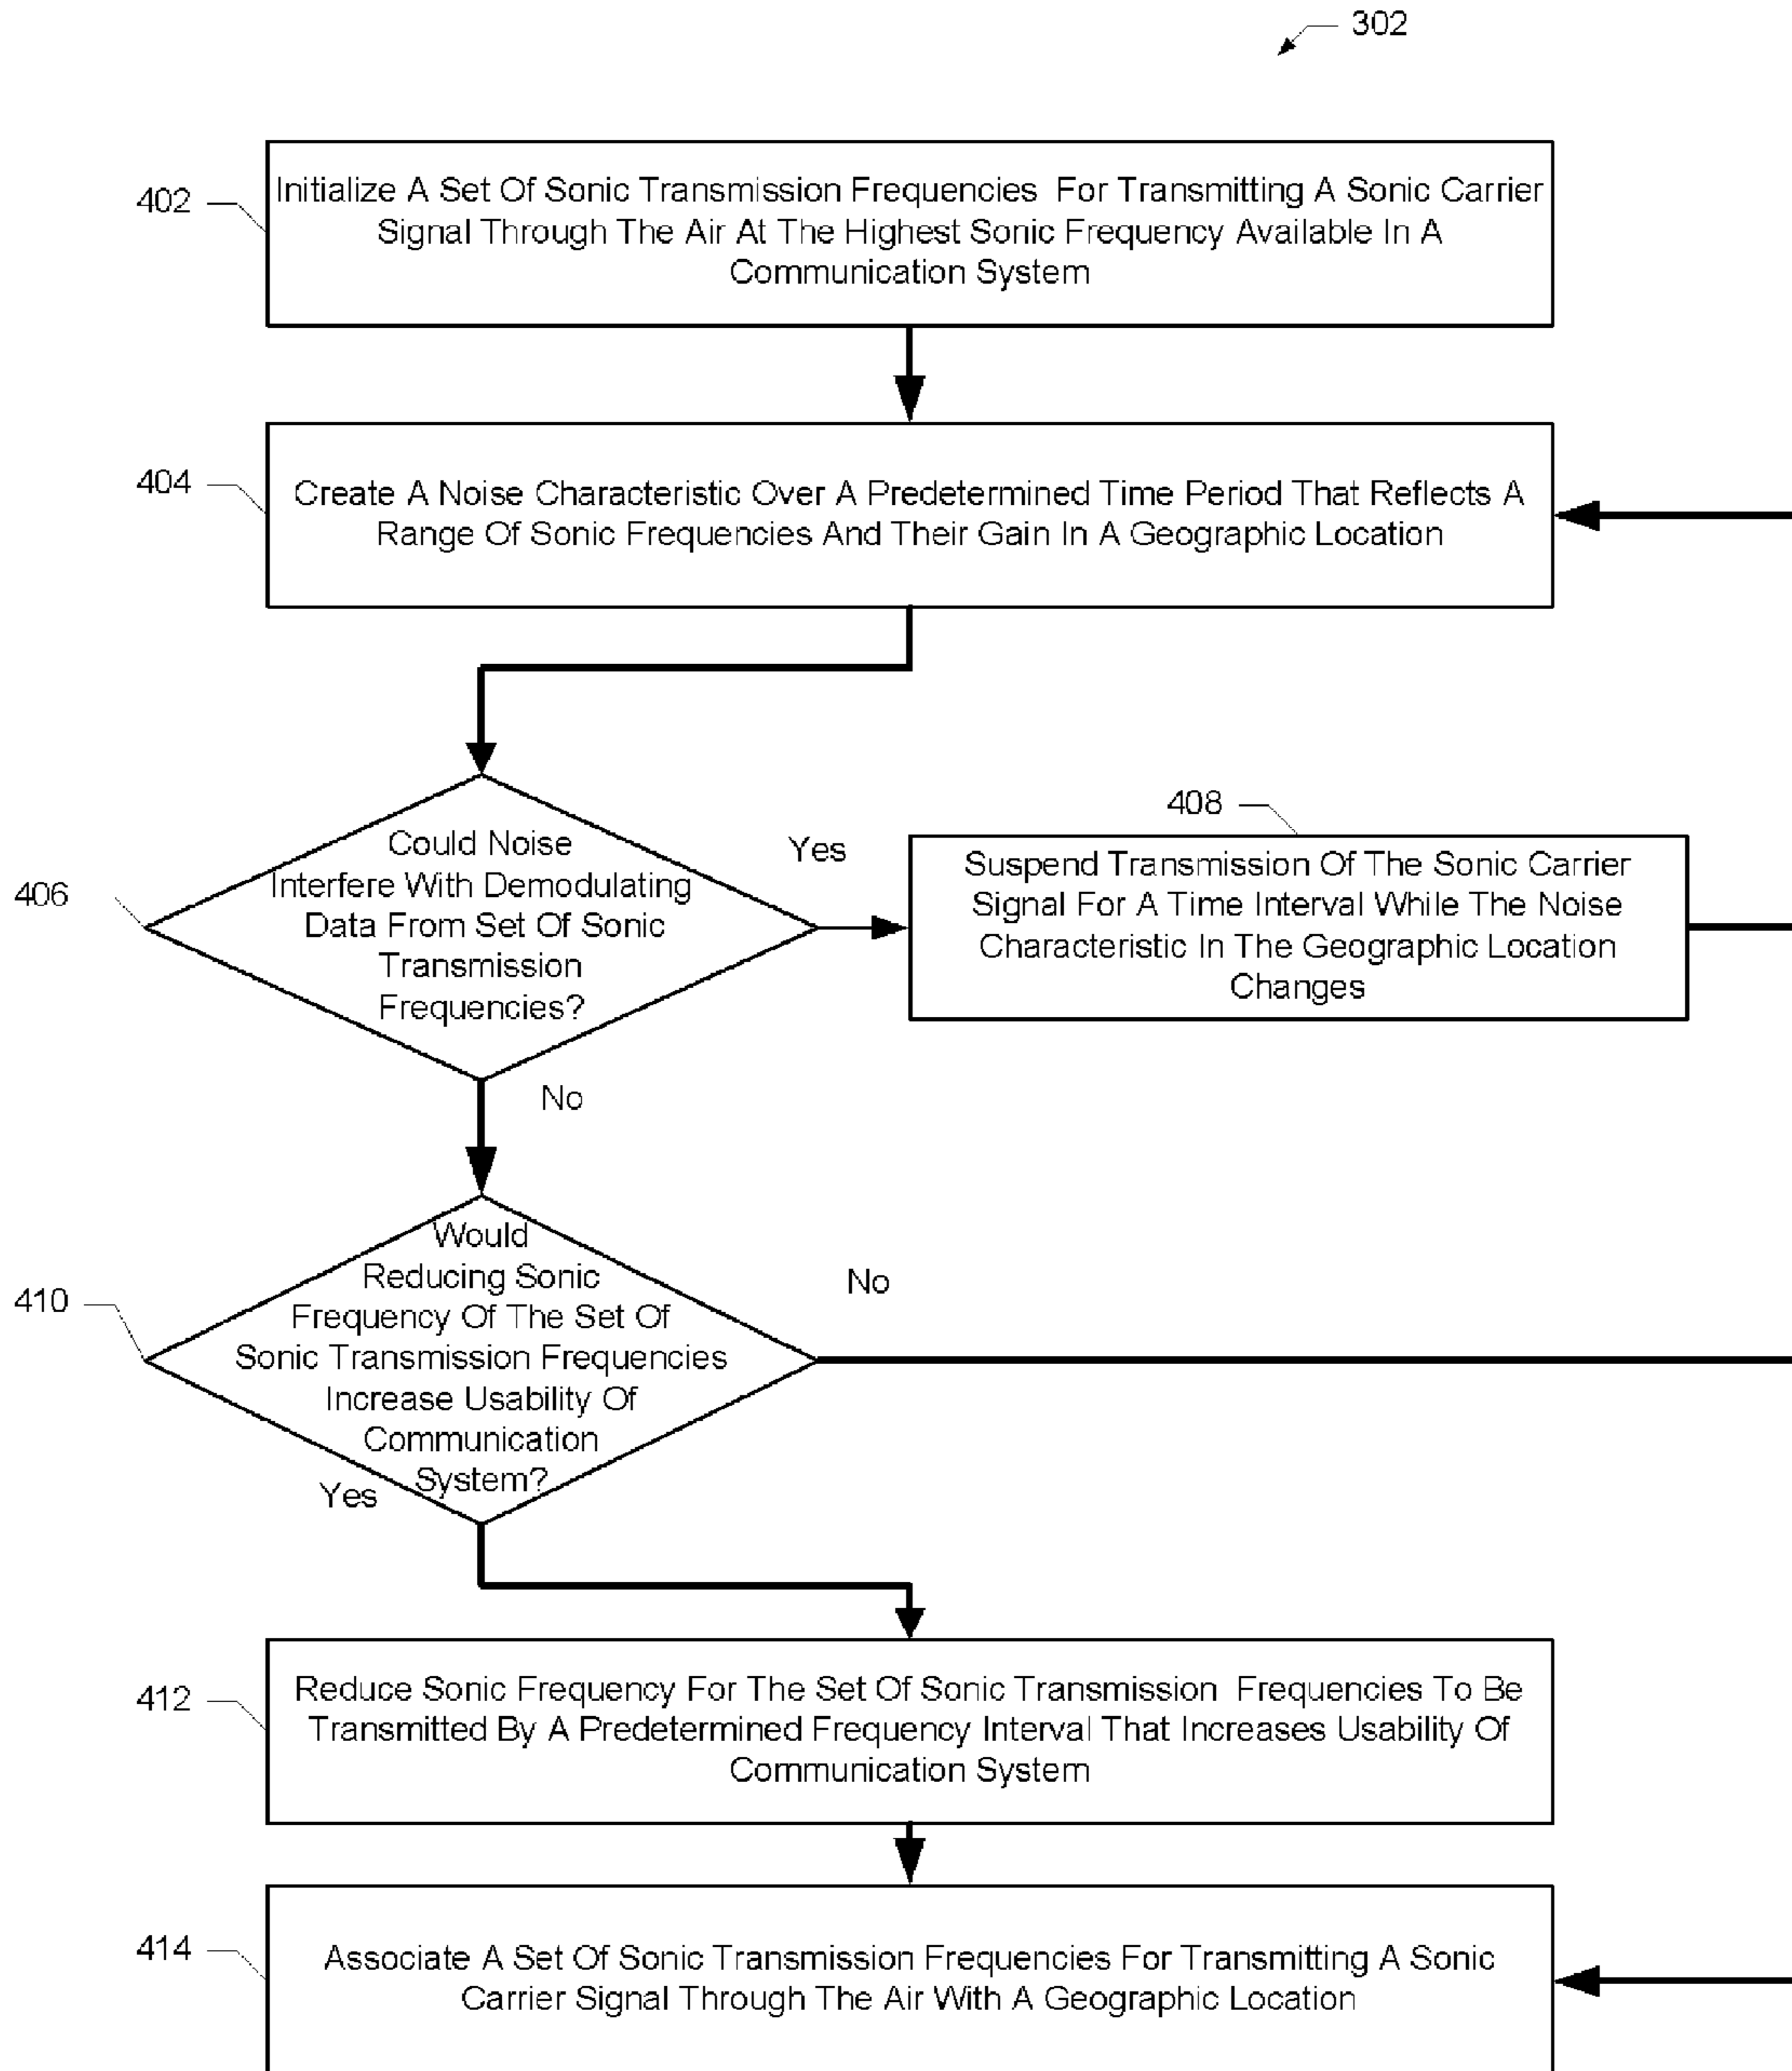 302
402
Initialize A Set Of Sonic Transmission Frequencies For Transmitting A Sonic Carrier
Signal Through The Air At The Highest Sonic Frequency Available In A
Communication System
404
Create A Noise Characteristic Over A Predetermined Time Period That Reflects A
Range Of Sonic Frequencies And Their Gain In A Geographic Location
406
Could Noise
Interfere With Demodulating
Data From Set Of Sonic
Transmission
Frequencies?
Yes
No
408
Suspend Transmission Of The Sonic Carrier
Signal For A Time Interval While The Noise
Characteristic In The Geographic Location
Changes
410
Would
Reducing Sonic
Frequency Of The Set Of
Sonic Transmission Frequencies
Increase Usability Of
Communication
System?
No
Yes
412
Reduce Sonic Frequency For The Set Of Sonic Transmission Frequencies To Be
Transmitted By A Predetermined Frequency Interval That Increases Usability Of
Communication System
414
Associate A Set Of Sonic Transmission Frequencies For Transmitting A Sonic
Carrier Signal Through The Air With A Geographic Location